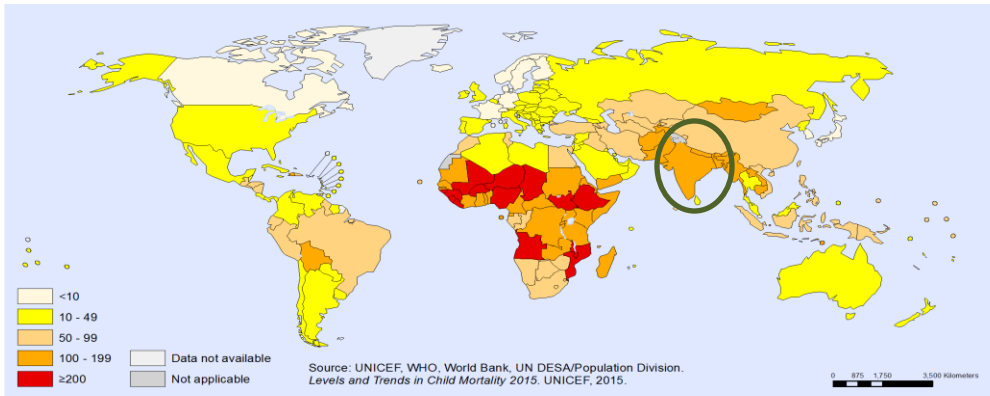 <10
10 - 49
50 - 99
100 - 199
≥200
Data not available
Not applicable
Source: UNICEF, WHO, World Bank, UN DESA/Population Division.
Levels and Trends in Child Mortality 2015. UNICEF, 2015.
0 875 1,750 3,500 Kilometers